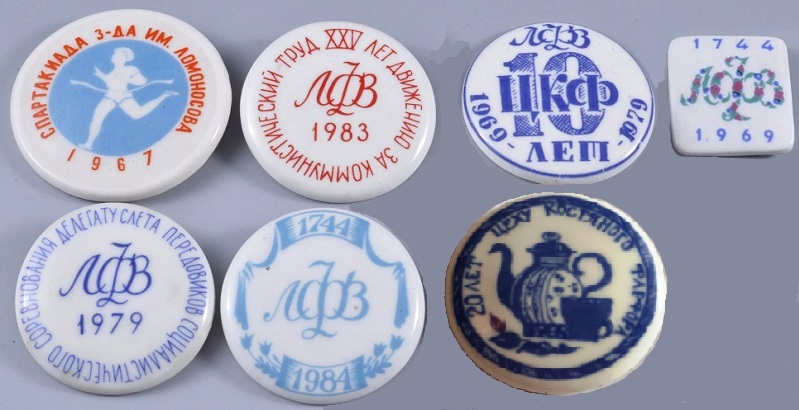 СПАРТАКИАДА З-ДА ИМ. ЛОМОНОСОВА
1967
XXV ЛЕТ ДВИЖЕНИЮ ЗА КОММУНИСТИЧЕСКИЙ ТРУД
ЛФЗ
1983
ЛФЗ
10
ЦКФ
1969 - ЛЕТ - 1979
1744
ЛФЗ
1969
ДЕЛЕГАТУ СЛЕТА ПЕРЕДОВИКОВ СОЦИАЛИСТИЧЕСКОГО СОРЕВНОВАНИЯ
ЛФЗ
1979
1744
ЛФЗ
1984
20 ЛЕТ ЦЕХУ КОСТЯНОГО ФАРФОРА